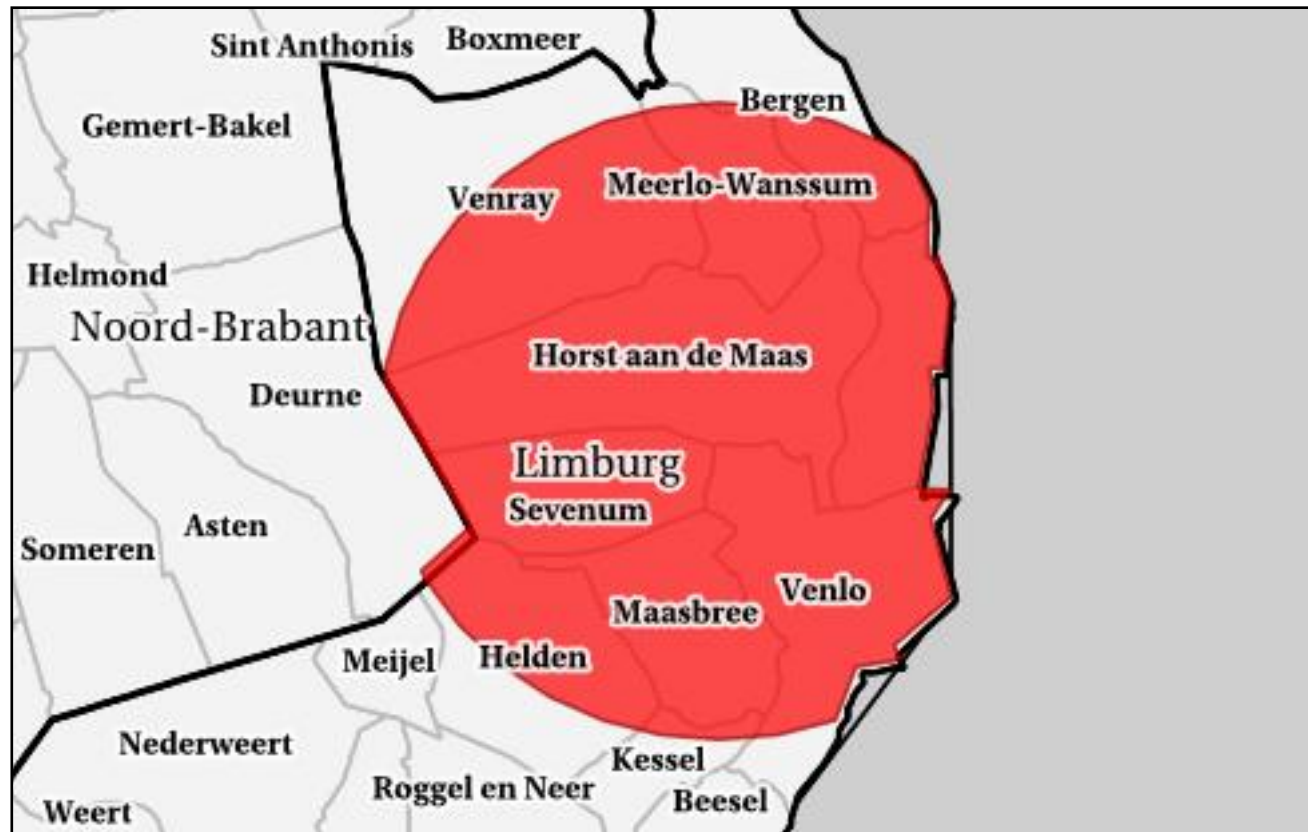 Sint Anthonis
Boxmeer
Bergen
Gemert-Bakel
Venray
Meerlo-Wanssum
Helmond
Noord-Brabant
Horst aan de Maas
Deurne
Limburg
Sevenum
Asten
Someren
Venlo
Maasbree
Meijel
Helden
Nederweert
Kessel
Roggel en Neer
Beesel
Weert